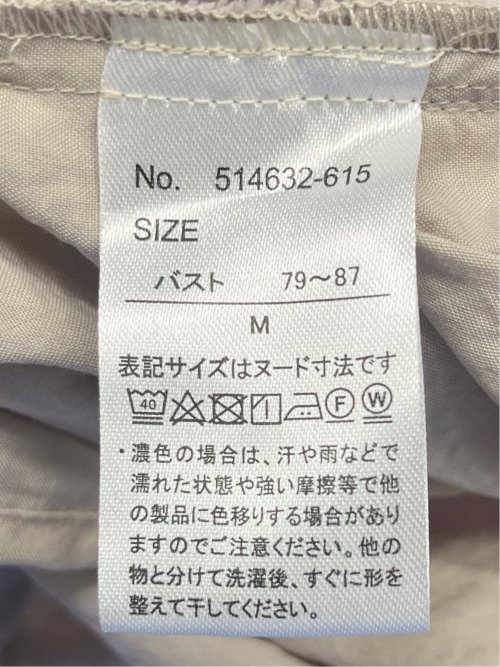 No. 514632-615
SIZE
バスト 79～87
M
表記サイズはヌード寸法です
40 F W
・濃色の場合は、汗や雨などで
濡れた状態や強い摩擦等で他
の製品に色移りする場合があり
ますのでご注意ください。他の
物と分けて洗濯後、すぐに形を
整えて干してください。